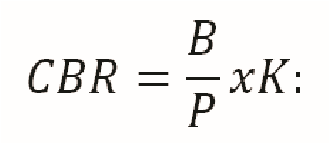 CBR = B/P xK: